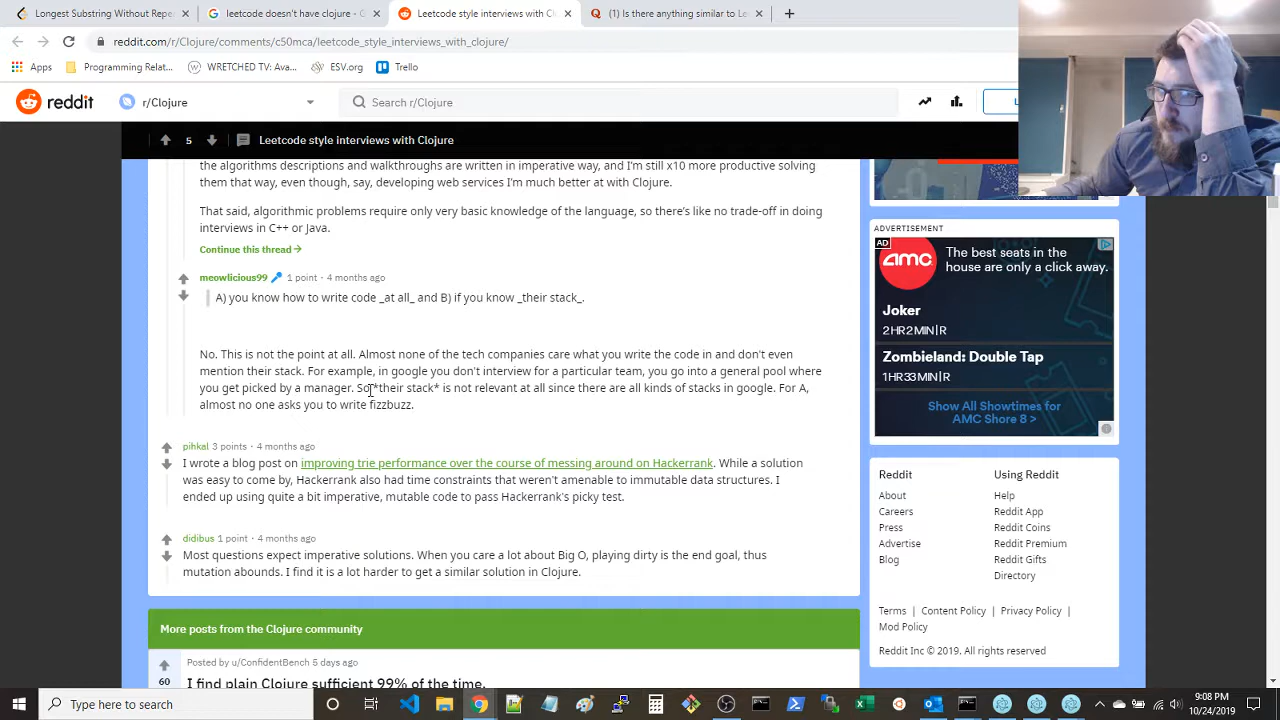 Longest Substring Without Repe
leetcode doesn't have clojure - G
Leetcode style interviews with Cl
(1) Is there anything similar to Le
reddit.com/r/Clojure/comments/c50mca/leetcode_style_interviews_with_clojure/
Apps
Programming Relat...
WRETCHED TV: Ava...
ESV.org
Trello
reddit
r/Clojure
Search r/Clojure
5
Leetcode style interviews with Clojure
the algorithms descriptions and walkthroughs are written in imperative way, and I'm still x10 more productive solving
them that way, even though, say, developing web services I'm much better at with Clojure.
That said, algorithmic problems require only very basic knowledge of the language, so there's like no trade-off in doing
interviews in C++ or Java.
Continue this thread →
meowlicious99 1 point · 4 months ago
A) you know how to write code _at all_ and B) if you know _their stack_.
No. This is not the point at all. Almost none of the tech companies care what you write the code in and don't even
mention their stack. For example, in google you don't interview for a particular team, you go into a general pool where
you get picked by a manager. So *their stack* is not relevant at all since there are all kinds of stacks in google. For A,
almost no one asks you to write fizzbuzz.
pihkal 3 points · 4 months ago
I wrote a blog post on improving trie performance over the course of messing around on Hackerrank. While a solution
was easy to come by, Hackerrank also had time constraints that weren't amenable to immutable data structures. I
ended up using quite a bit imperative, mutable code to pass Hackerrank's picky test.
didibus 1 point · 4 months ago
Most questions expect imperative solutions. When you care a lot about Big O, playing dirty is the end goal, thus
mutation abounds. I find it is a lot harder to get a similar solution in Clojure.
More posts from the Clojure community
Posted by u/ConfidentBench 5 days ago
60
I find plain Clojure sufficient 99% of the time.
ADVERTISEMENT
AD
amc
The best seats in the
house are only a click away.
Joker
2HR2MIN|R
Zombieland: Double Tap
1HR33MIN|R
Show All Showtimes for
AMC Shore 8 >
Reddit
Using Reddit
About
Help
Careers
Reddit App
Press
Reddit Coins
Advertise
Reddit Premium
Blog
Reddit Gifts
Directory
Terms | Content Policy | Privacy Policy |
Mod Policy
Reddit Inc © 2019. All rights reserved
Type here to search
9:08 PM
10/24/2019